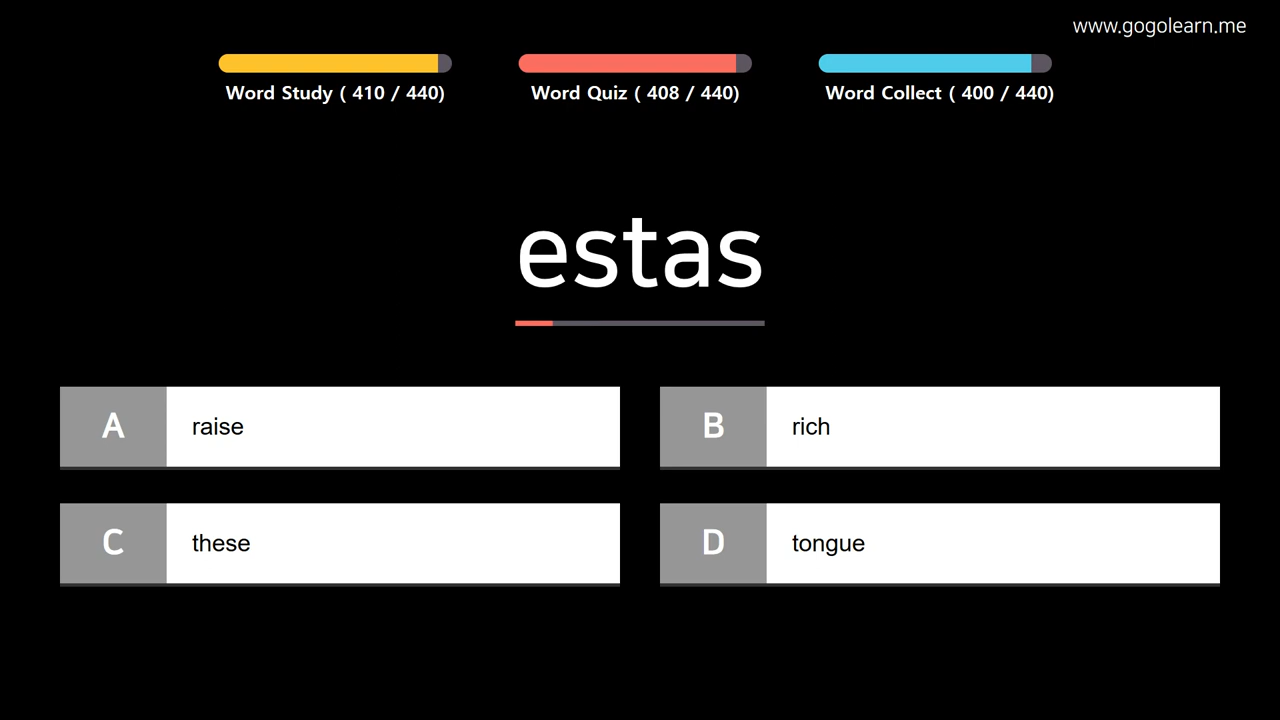 www.gogolearn.me
Word Study ( 410 / 440)
Word Quiz ( 408 / 440)
Word Collect ( 400 / 440)
estas
A raise
B rich
C these
D tongue